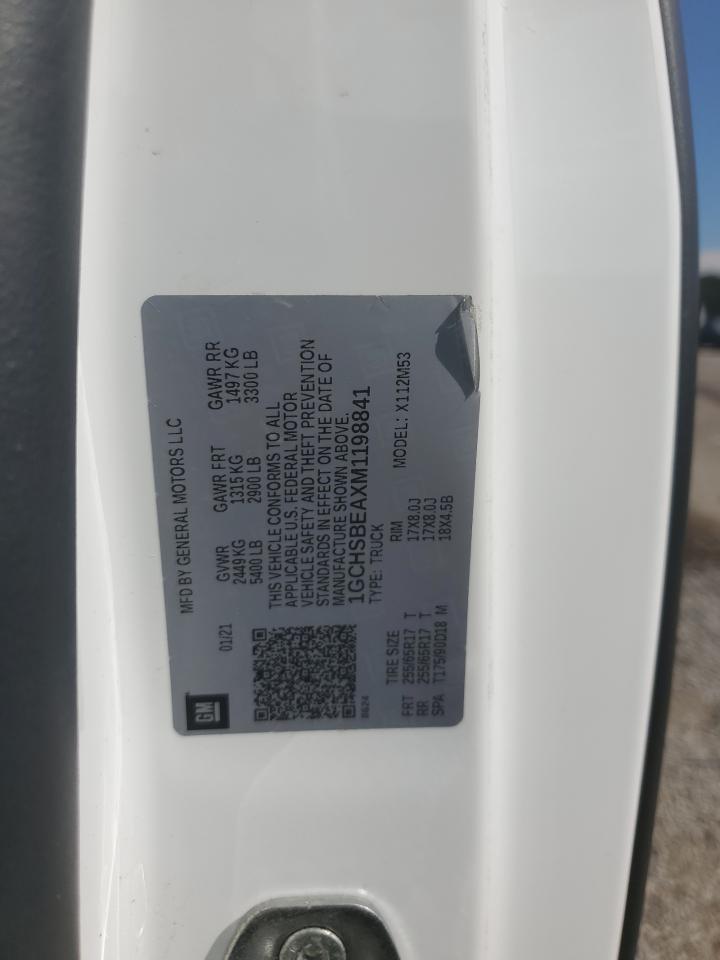 GM
MFD BY GENERAL MOTORS LLC
01/21
GVWR GAWR FRT GAWR RR
2449 KG 1315 KG 1497 KG
5400 LB 2900 LB 3300 LB
THIS VEHICLE CONFORMS TO ALL
APPLICABLE U.S. FEDERAL MOTOR
VEHICLE SAFETY AND THEFT PREVENTION
STANDARDS IN EFFECT ON THE DATE OF
MANUFACTURE SHOWN ABOVE.
1GCHSBEAXM1198841
TYPE: TRUCK MODEL: X112M53
8624
TIRE SIZE RIM
FRT 255/65R17 T 17X8.0J
RR 255/65R17 T 17X8.0J
SPA T175/90D18 M 18X4.5B